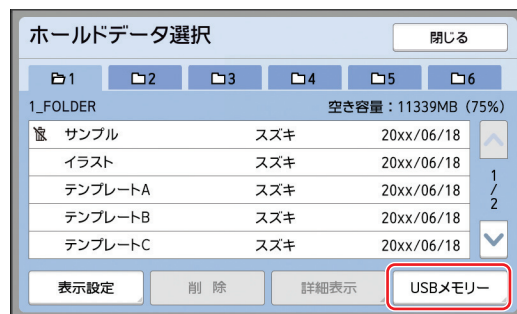 ホールドデータ選択 閉じる
1 2 3 4 5 6
1_FOLDER 空き容量:11339MB (75%)
サンプル スズキ 20xx/06/18
イラスト スズキ 20xx/06/18
テンプレートA スズキ 20xx/06/18
テンプレートB スズキ 20xx/06/18
テンプレートC スズキ 20xx/06/18
1
/
2
表示設定 削 除 詳細表示 USBメモリー